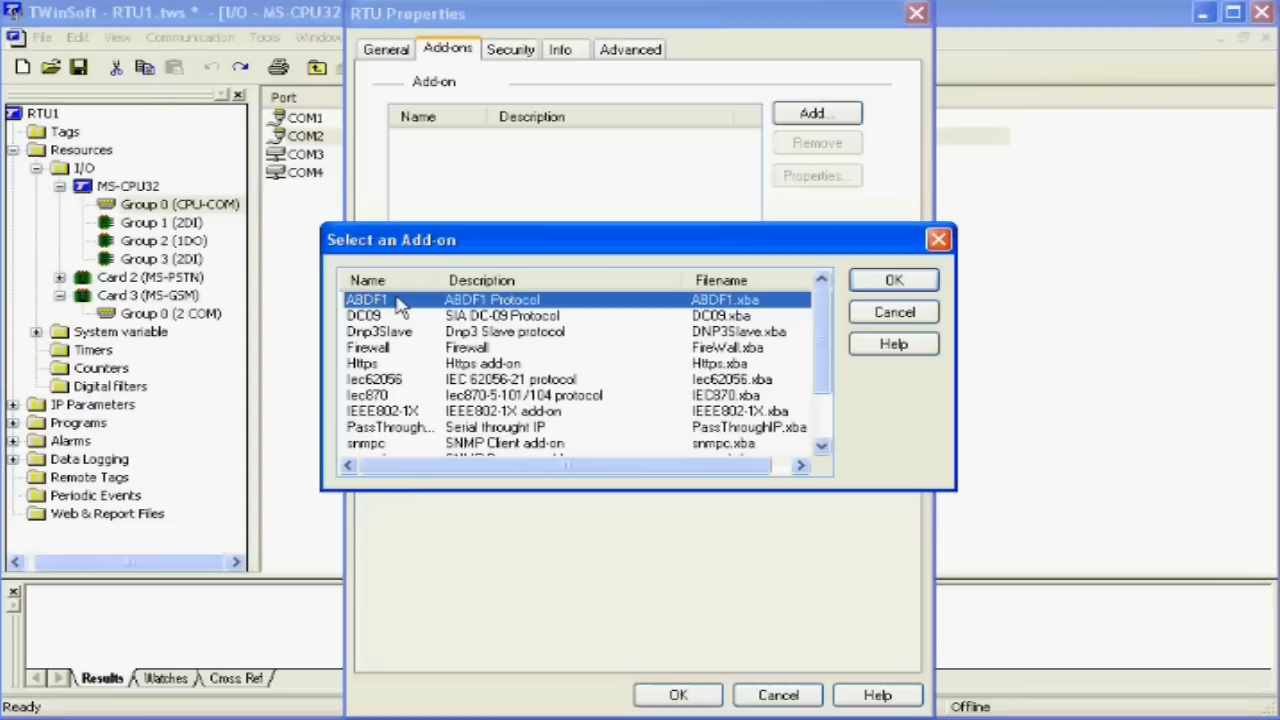 TWinSoft - RTU1.tws * - [I/O - MS-CPU32
RTU Properties
File Edit View Communication Tools Window
General Add-ons Security Info Advanced
Add-on
Name Description
Add...
Remove
Properties...
RTU1
Tags
Resources
I/O
MS-CPU32
Group 0 (CPU-COM)
Group 1 (2DI)
Group 2 (1DO)
Group 3 (2DI)
Card 2 (MS-PSTN)
Card 3 (MS-GSM)
Group 0 (2 COM)
System variable
Timers
Counters
Digital filters
IP Parameters
Programs
Alarms
Data Logging
Remote Tags
Periodic Events
Web & Report Files
Port
COM1
COM2
COM3
COM4
Select an Add-on
Name Description Filename
ABDF1 ABDF1 Protocol ABDF1.xba
DC09 SIA DC-09 Protocol DC09.xba
Dnp3Slave Dnp3 Slave protocol DNP3Slave.xba
Firewall Firewall FireWall.xba
Https Https add-on Https.xba
Iec62056 IEC 62056-21 protocol Iec62056.xba
Iec870 Iec870-5-101/104 protocol IEC870.xba
IEEE802-1X IEEE802-1X add-on IEEE802-1X.xba
PassThrough... Serial throught IP PassThroughIP.xba
snmpc SNMP Client add-on snmpc.xba
OK
Cancel
Help
Results Watches Cross Ref
OK Cancel Help
Ready Offline